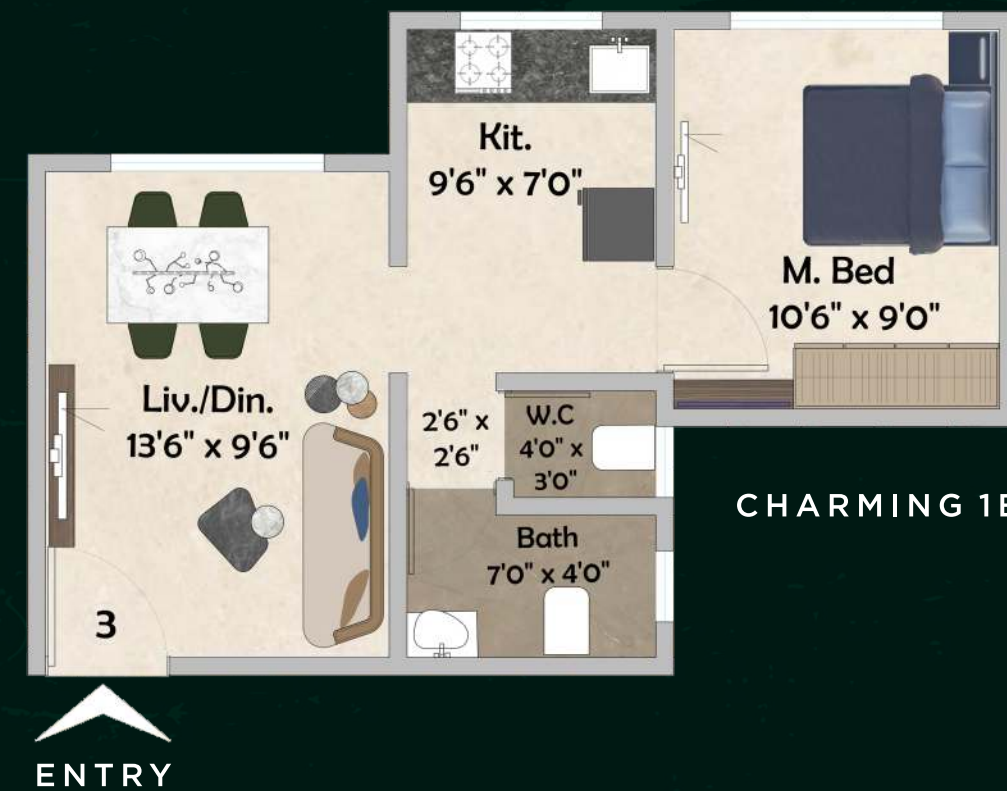 Kit.
9'6" x 7'0"
M. Bed
10'6" x 9'0"
Liv./Din.
13'6" x 9'6"
2'6" x
2'6"
W.C
4'0" x
3'0"
Bath
7'0" x 4'0"
3
ENTRY
CHARMING